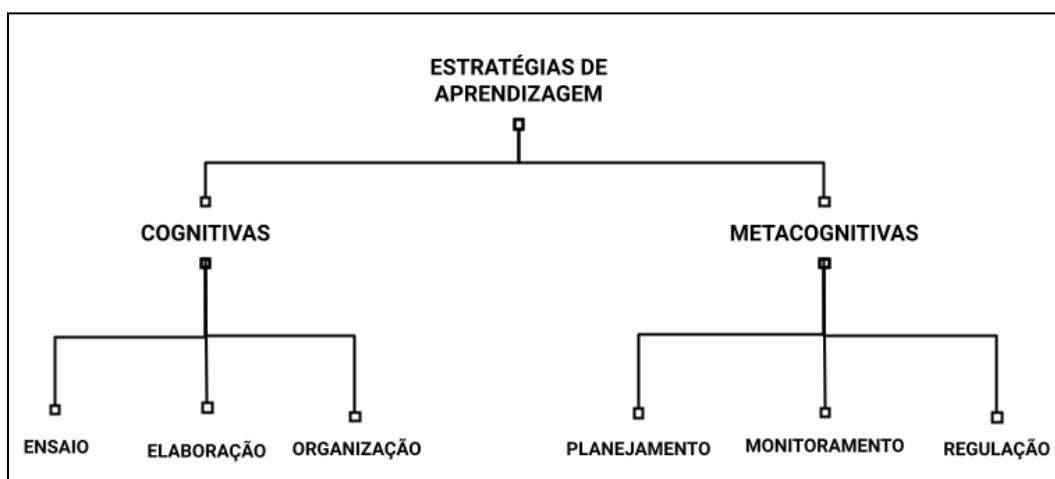 ESTRATÉGIAS DE
APRENDIZAGEM
COGNITIVAS
METACOGNITIVAS
ENSAIO
ELABORAÇÃO
ORGANIZAÇÃO
PLANEJAMENTO
MONITORAMENTO
REGULAÇÃO